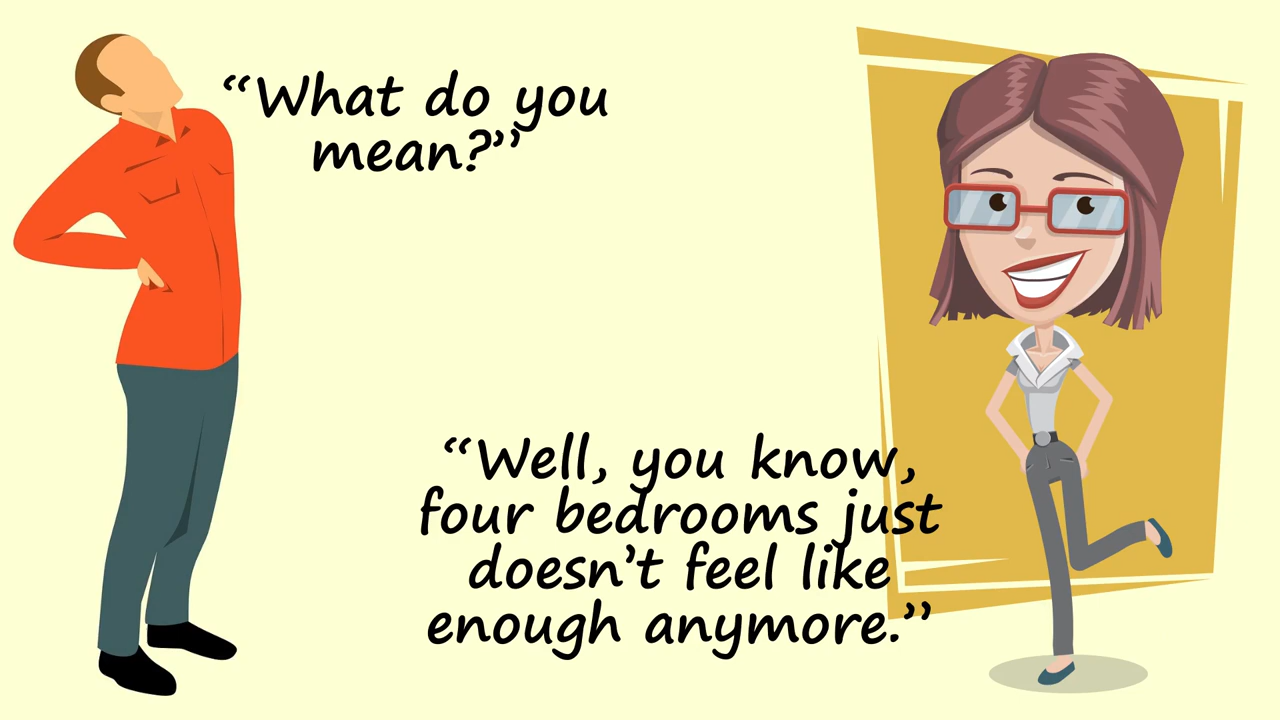 “What do you
mean?”
“Well, you know,
four bedrooms just
doesn’t feel like
enough anymore.”